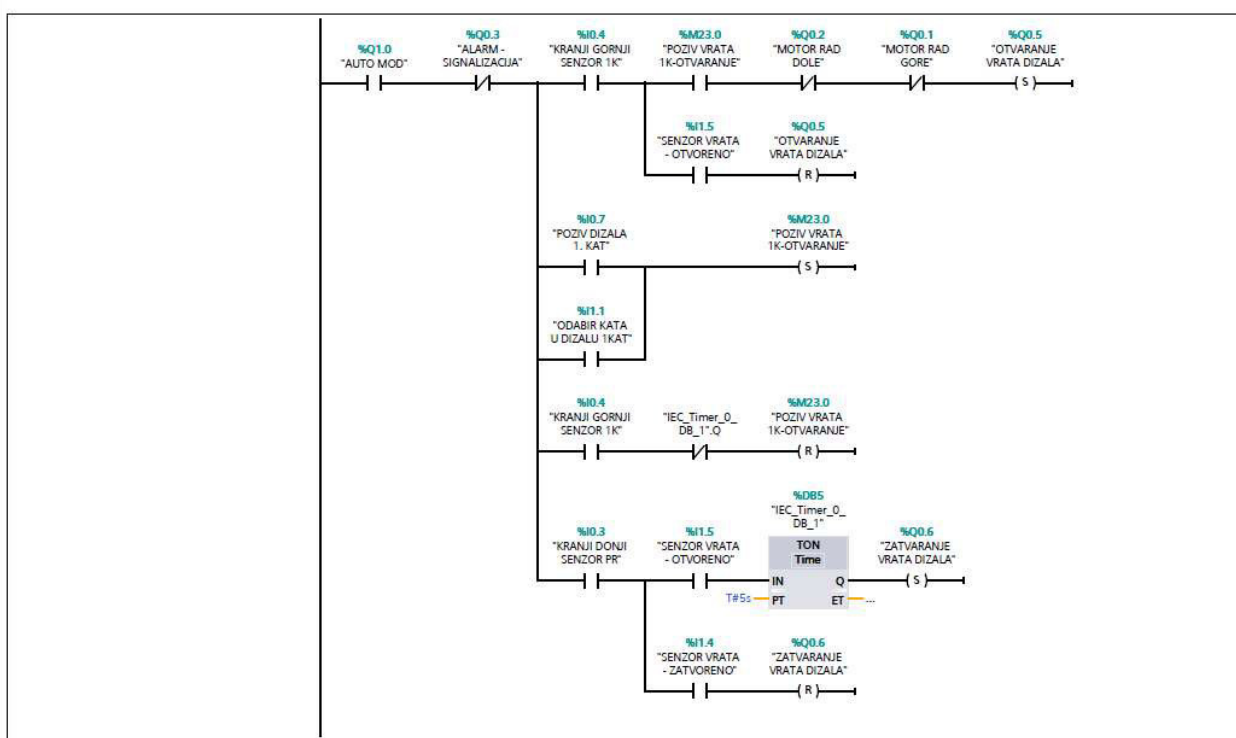 %Q1.0
"AUTO MOD"
%Q0.3
"ALARM -
SIGNALIZACIJA"
%I0.4
"KRANJI GORNJI
SENZOR 1K"
%M23.0
"POZIV VRATA
1K-OTVARANJE"
%Q0.2
"MOTOR RAD
DOLE"
%Q0.1
"MOTOR RAD
GORE"
%Q0.5
"OTVARANJE
VRATA DIZALA"
S
%I1.5
"SENZOR VRATA
- OTVORENO"
%Q0.5
"OTVARANJE
VRATA DIZALA"
R
%I0.7
"POZIV DIZALA
1. KAT"
%M23.0
"POZIV VRATA
1K-OTVARANJE"
S
%I1.1
"ODABIR KATA
U DIZALU 1KAT"
%I0.4
"KRANJI GORNJI
SENZOR 1K"
"IEC_Timer_0_
DB_1".Q
%M23.0
"POZIV VRATA
1K-OTVARANJE"
R
%I0.3
"KRANJI DONJI
SENZOR PR"
%I1.5
"SENZOR VRATA
- OTVORENO"
%DB5
"IEC_Timer_0_
DB_1"
TON
Time
IN Q
T#5s PT ET ...
%Q0.6
"ZATVARANJE
VRATA DIZALA"
S
%I1.4
"SENZOR VRATA
- ZATVORENO"
%Q0.6
"ZATVARANJE
VRATA DIZALA"
R